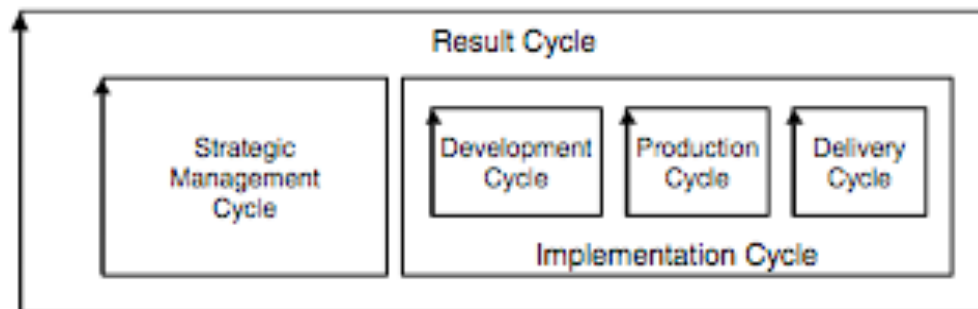 Result Cycle
Strategic
Management
Cycle
Development
Cycle
Production
Cycle
Delivery
Cycle
Implementation Cycle